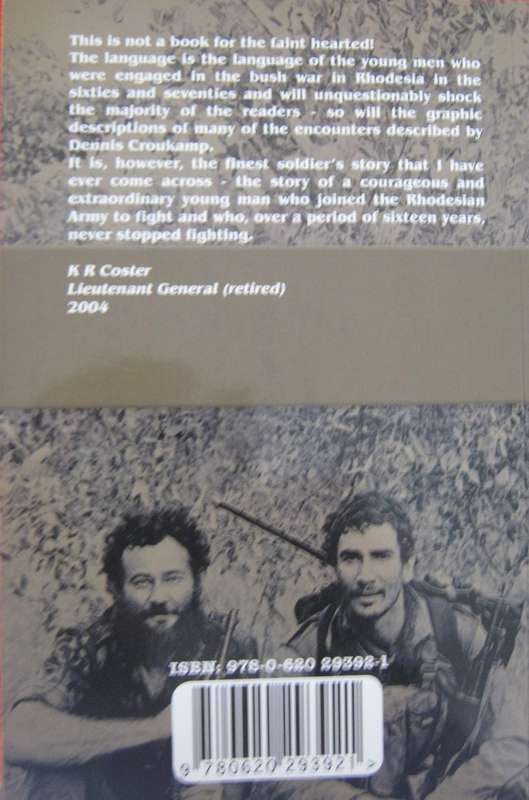 This is not a book for the faint hearted!
The language is the language of the young men who
were engaged in the bush war in Rhodesia in the
sixties and seventies and will unquestionably shock
the majority of the readers - so will the graphic
descriptions of many of the encounters described by
Dennis Croukamp.
It is, however, the finest soldier's story that I have
ever come across - the story of a courageous and
extraordinary young man who joined the Rhodesian
Army to fight and who, over a period of sixteen years,
never stopped fighting.
K R Coster
Lieutenant General (retired)
2004
ISBN: 978-0-620 29392-1
9 780620 293921 >